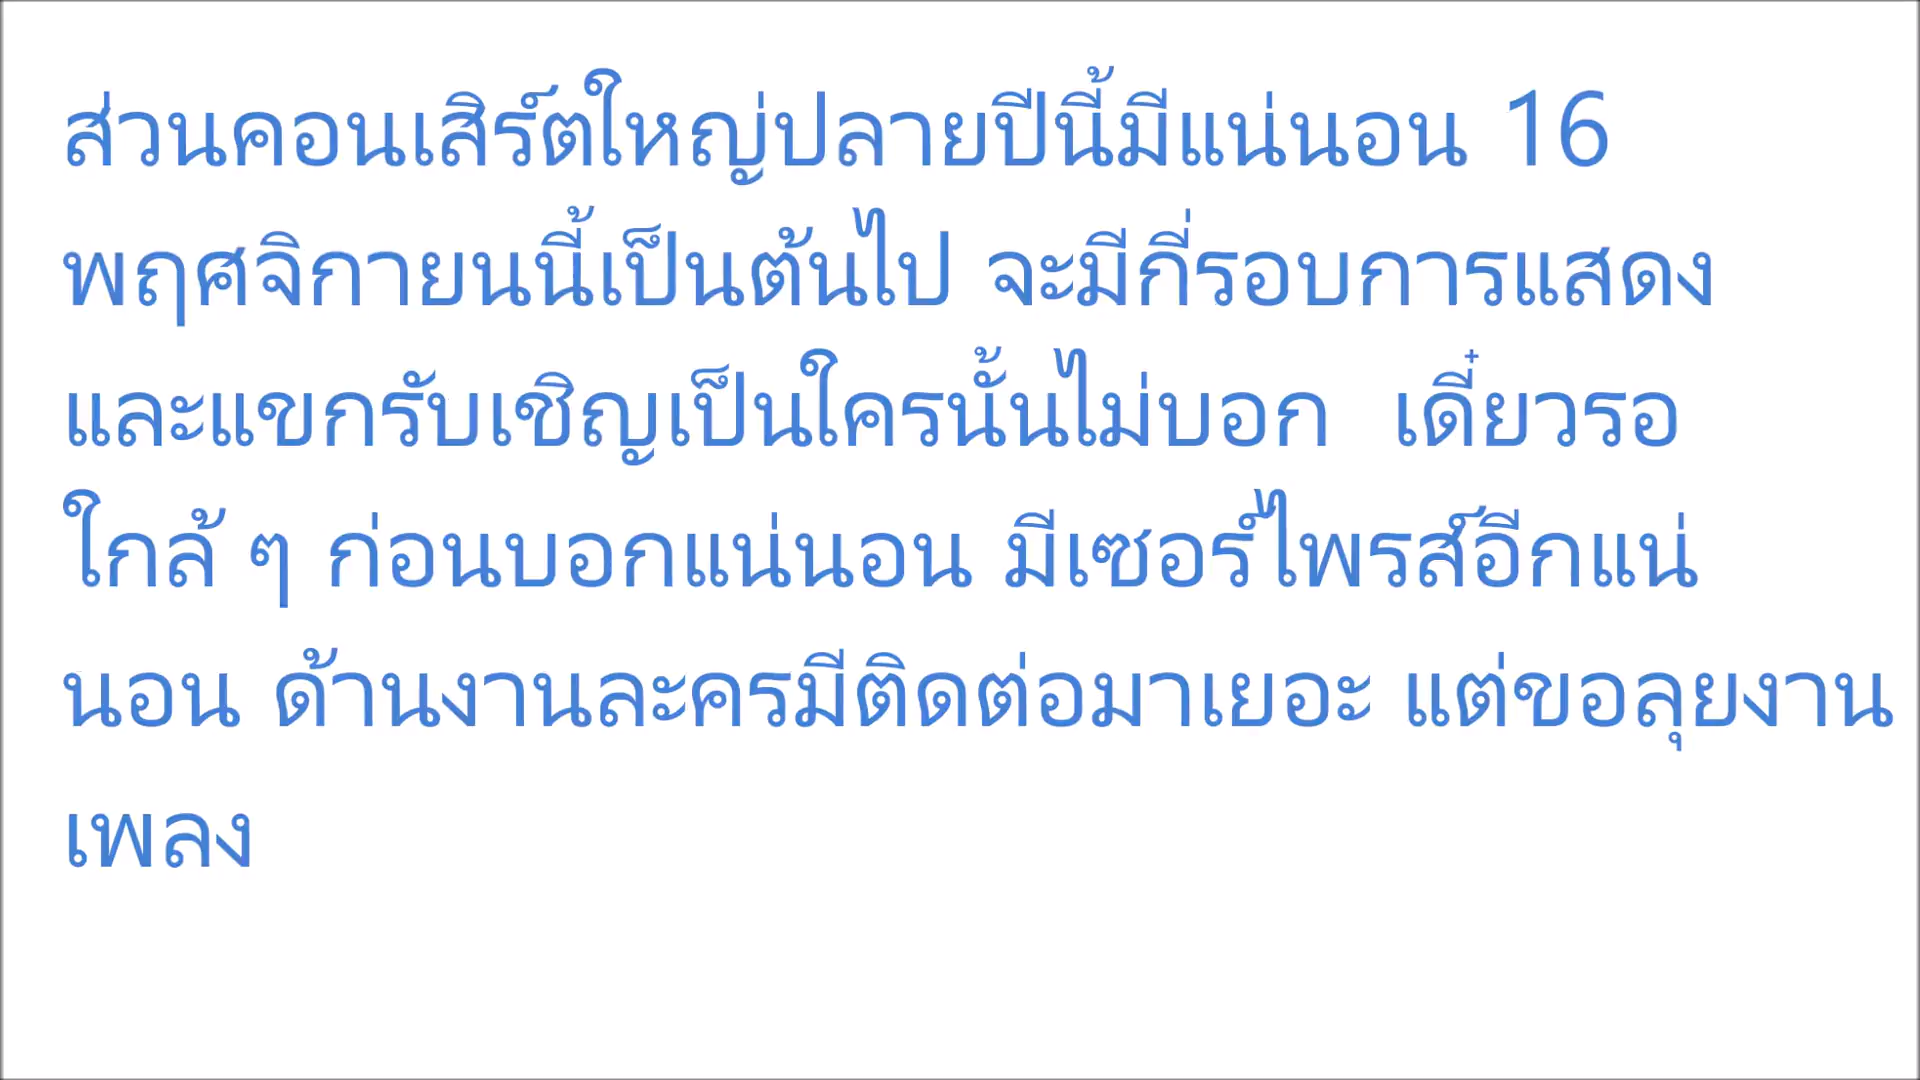 ส่วนคอนเสิร์ตใหญ่ปลายปีนี้มีแน่นอน 16
พฤศจิกายนนี้เป็นต้นไป จะมีกี่รอบการแสดง
และแขกรับเชิญเป็นใครนั้นไม่บอก  เดี๋ยวรอ
ใกล้ ๆ ก่อนบอกแน่นอน มีเซอร์ไพรส์อีกแน่
นอน ด้านงานละครมีติดต่อมาเยอะ แต่ขอลุยงาน
เพลง